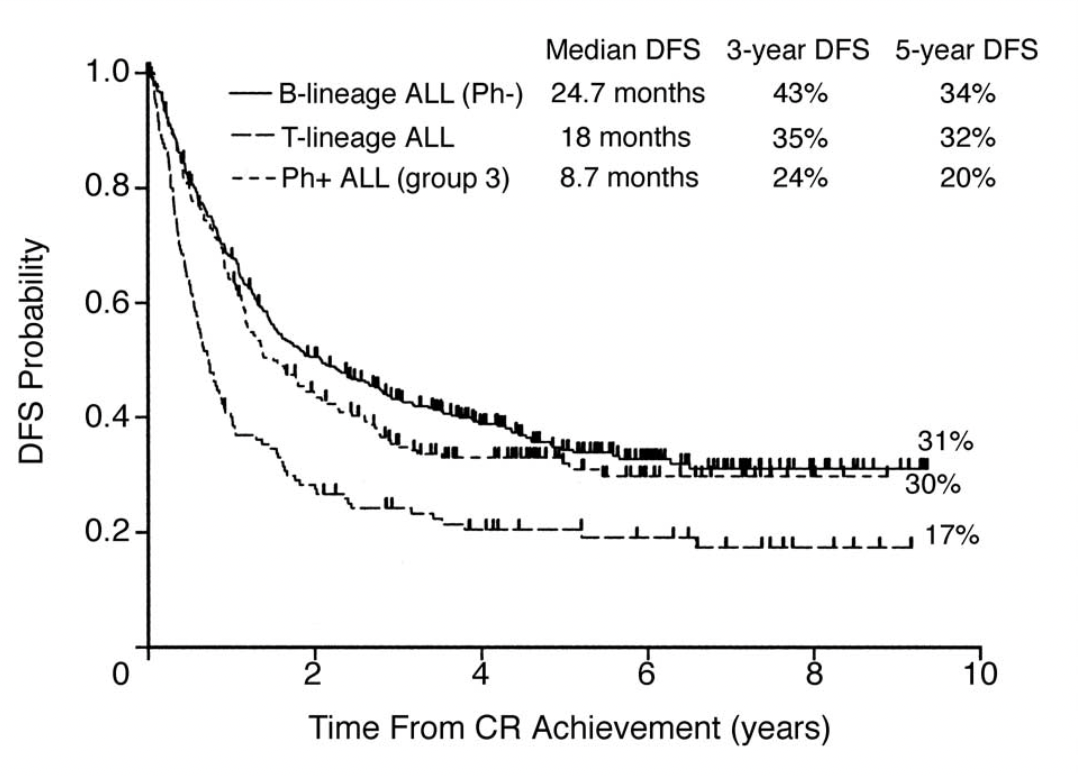 Median DFS 3-year DFS 5-year DFS
B-lineage ALL (Ph-) 24.7 months 43% 34%
T-lineage ALL 18 months 35% 32%
Ph+ ALL (group 3) 8.7 months 24% 20%
1.0
0.8
0.6
0.4
0.2
0
DFS Probability
31%
30%
17%
2 4 6 8 10
Time From CR Achievement (years)